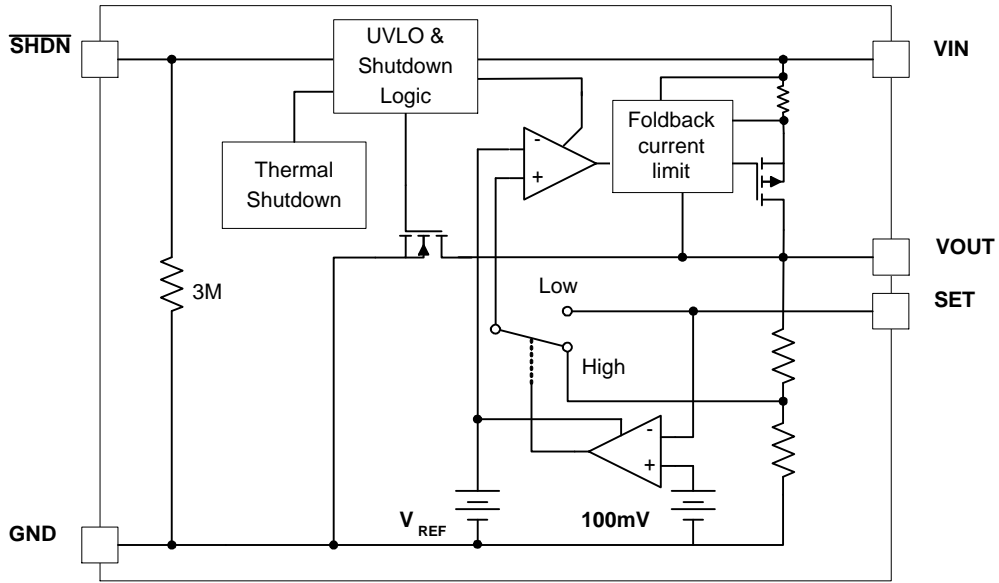 SHDN
UVLO &
Shutdown
Logic
VIN
Thermal
Shutdown
Foldback
current
limit
-
+
VOUT
3M
Low
SET
High
-
+
V REF
100mV
GND